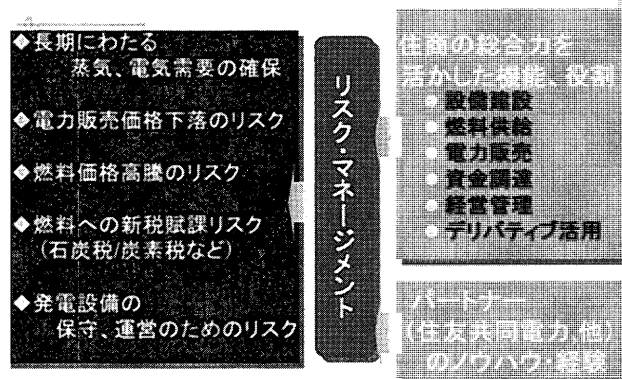 ◆長期にわたる
蒸気、電気需要の確保
◆電力販売価格下落のリスク
◆燃料価格高騰のリスク
◆燃料への新税賦課リスク
(石炭税/炭素税など)
◆発電設備の
保守、運営のためのリスク
リスク・マネージメント
住商の総合力を
活かした機能、役割
●設備建設
●燃料供給
●電力販売
●資金調達
●経営管理
●デリバティブ活用
パートナー
(住友共同電力、他)
のノウハウ・経験